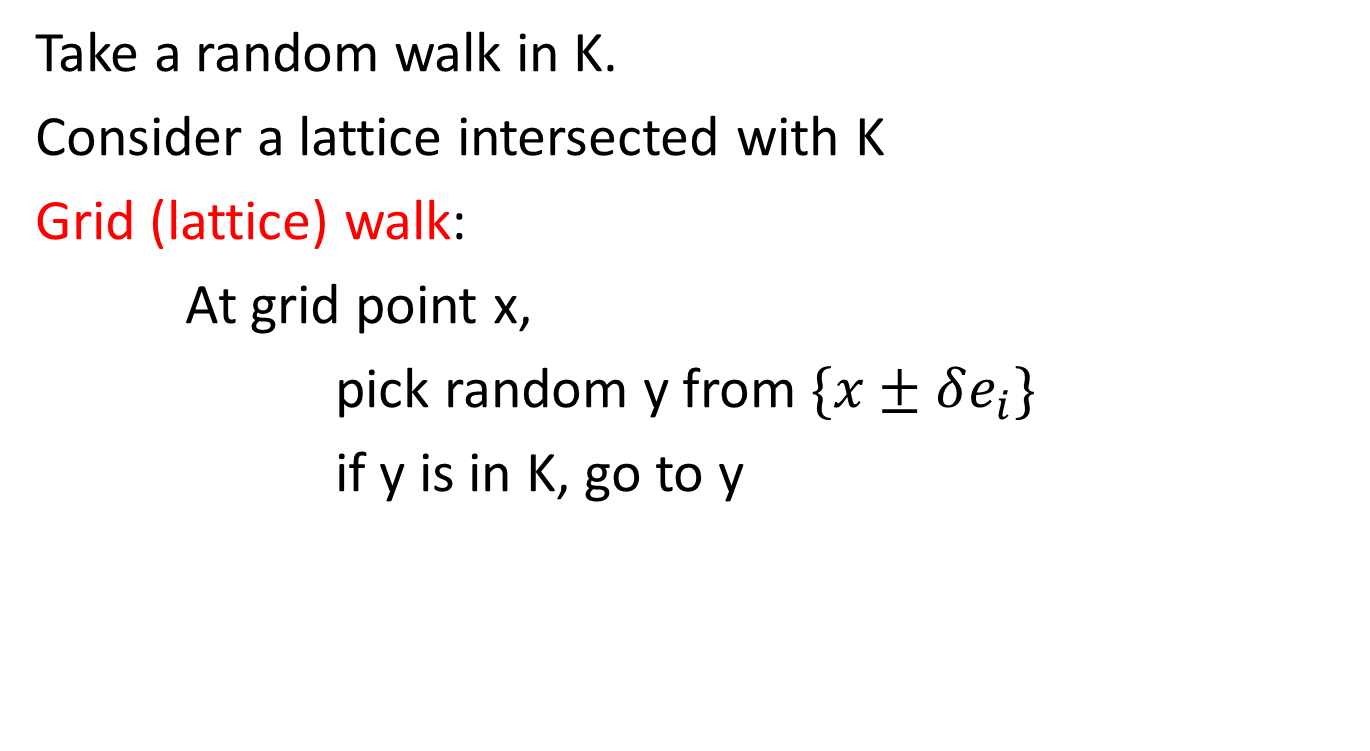 Take a random walk in K.
Consider a lattice intersected with K
Grid (lattice) walk:
At grid point x,
pick random y from {𝑥 ± 𝛿𝑒ᵢ}
if y is in K, go to y